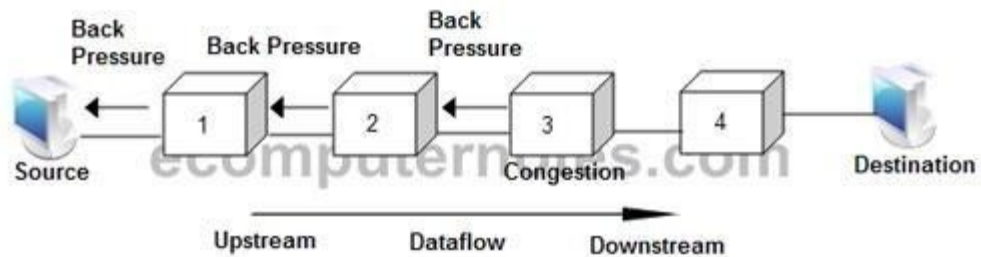 Back
Pressure
Back Pressure
Back
Pressure
1
2
3
4
Source
ecomputernotes.com
Congestion
Destination
Upstream
Dataflow
Downstream